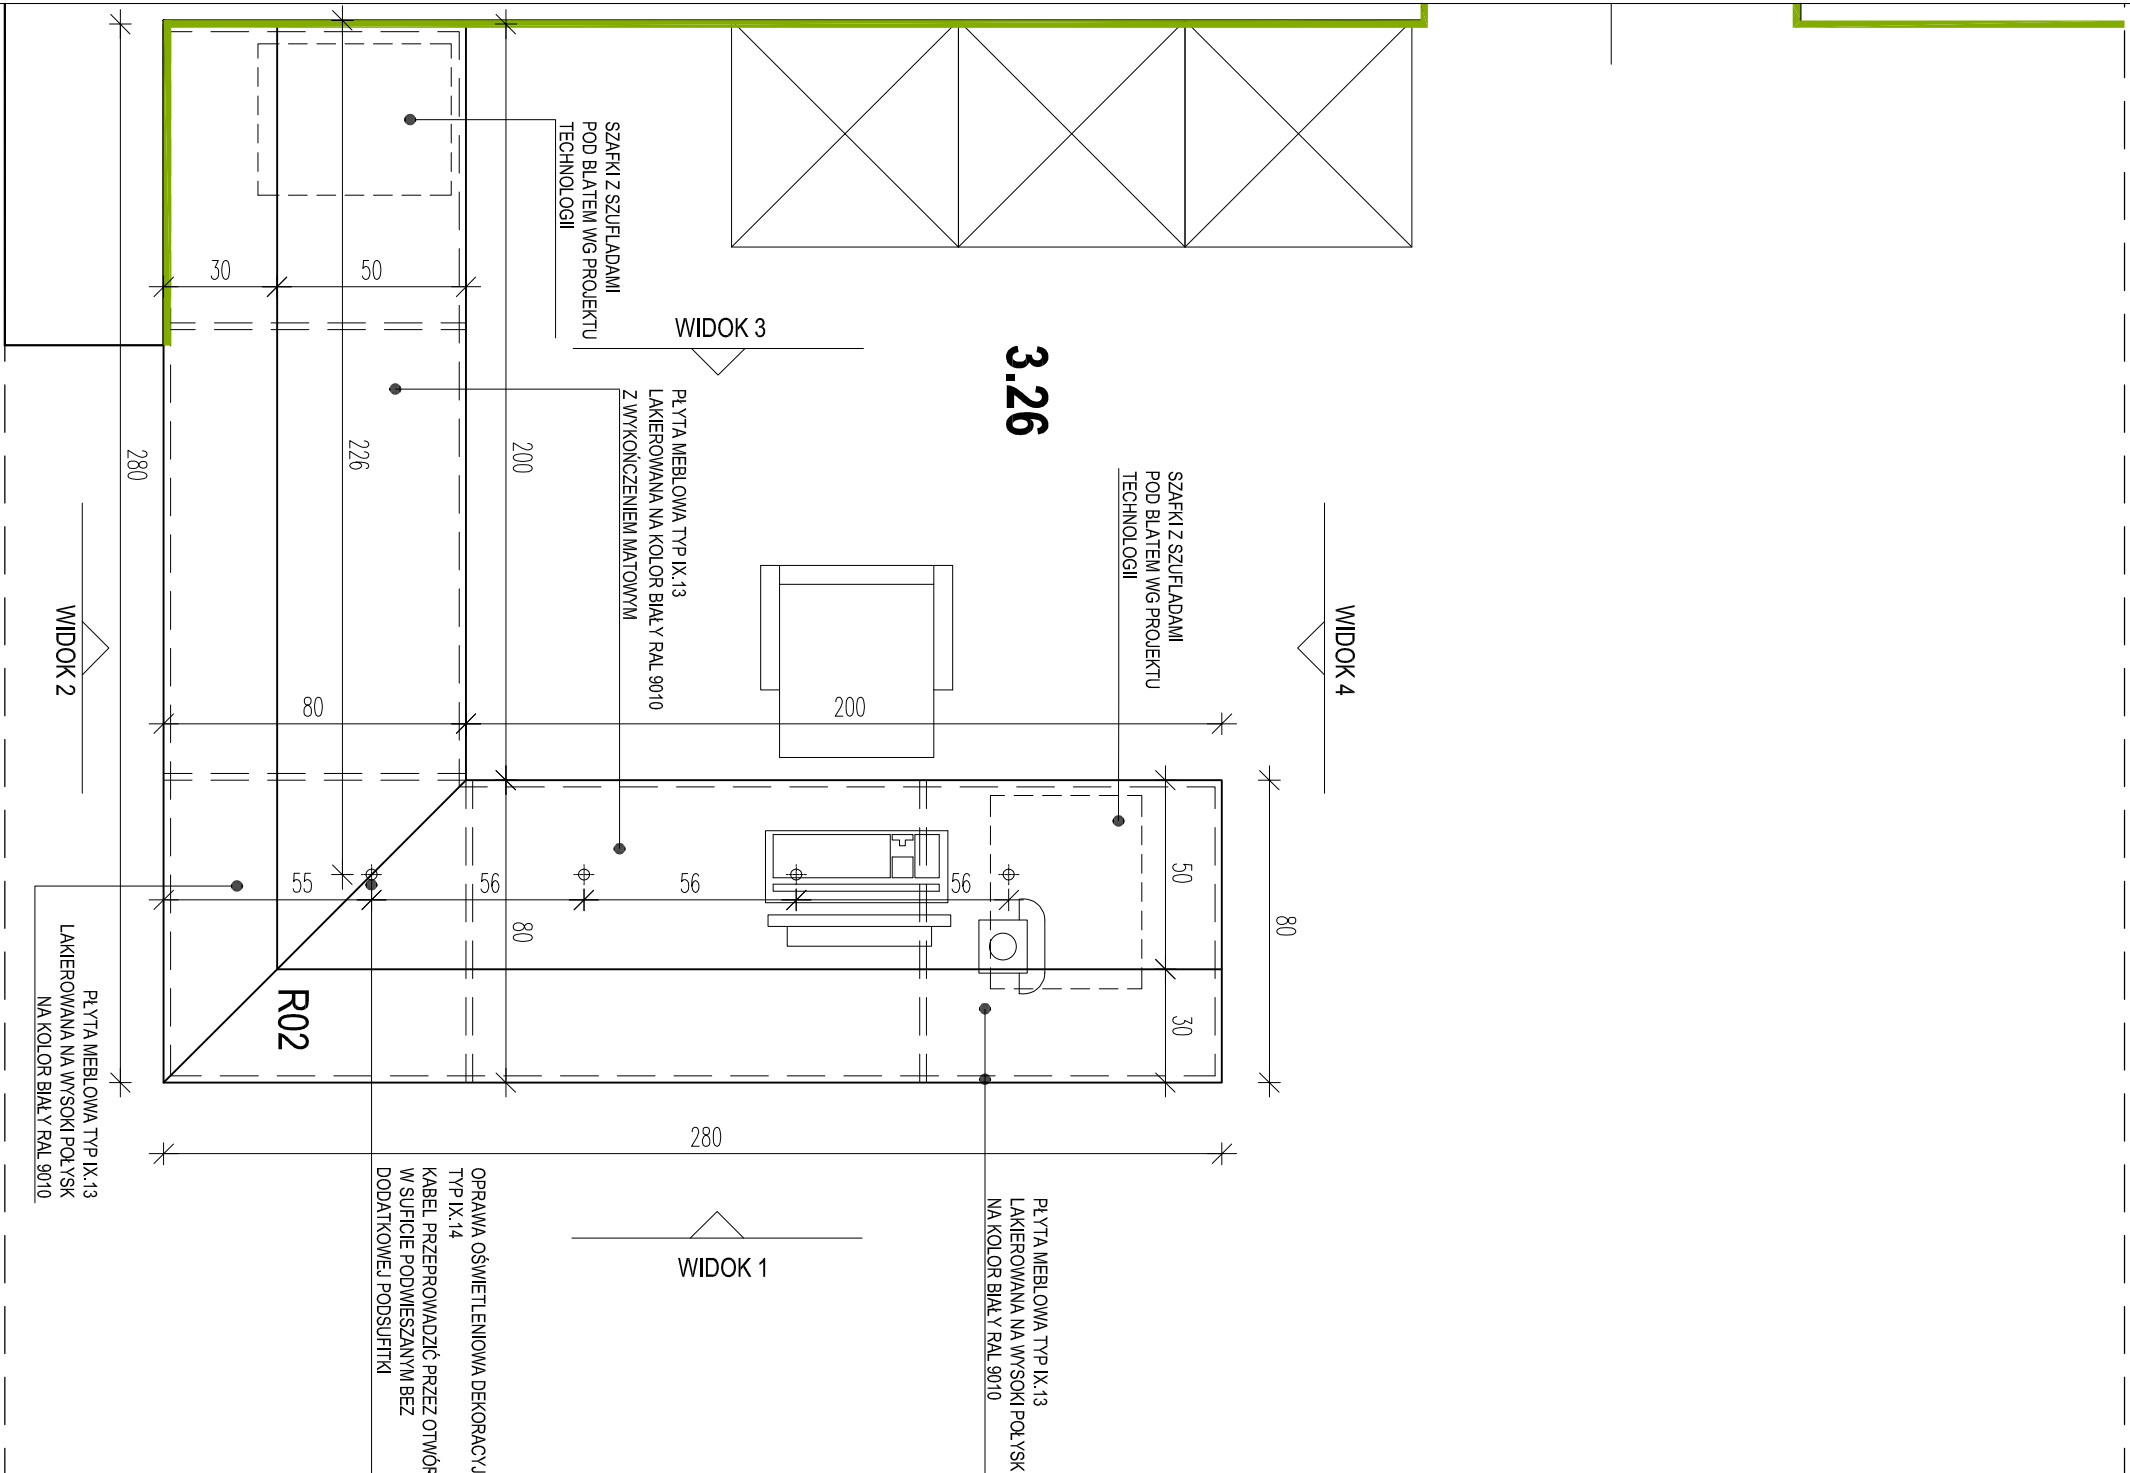 30
50
SZAFKI Z SZUFLADAMI
POD BLATEM WG PROJEKTU
TECHNOLOGII
WIDOK 3
3.26
280
226
200
PŁYTA MEBLOWA TYP IX.13
LAKIEROWANA NA KOLOR BIAŁY RAL 9010
Z WYKOŃCZENIEM MATOWYM
SZAFKI Z SZUFLADAMI
POD BLATEM WG PROJEKTU
TECHNOLOGII
WIDOK 2
WIDOK 4
80
200
55
56
56
56
50
80
80
30
R02
PŁYTA MEBLOWA TYP IX.13
LAKIEROWANA NA WYSOKI POŁYSK
NA KOLOR BIAŁY RAL 9010
280
OPRAWA OŚWIETLENIOWA DEKORACYJ
TYP IX.14
KABEL PRZEPROWADZIĆ PRZEZ OTWÓR
W SUFICIE PODWIESZANYM BEZ
DODATKOWEJ PODSUFITKI
WIDOK 1
PŁYTA MEBLOWA TYP IX.13
LAKIEROWANA NA WYSOKI POŁYSK
NA KOLOR BIAŁY RAL 9010